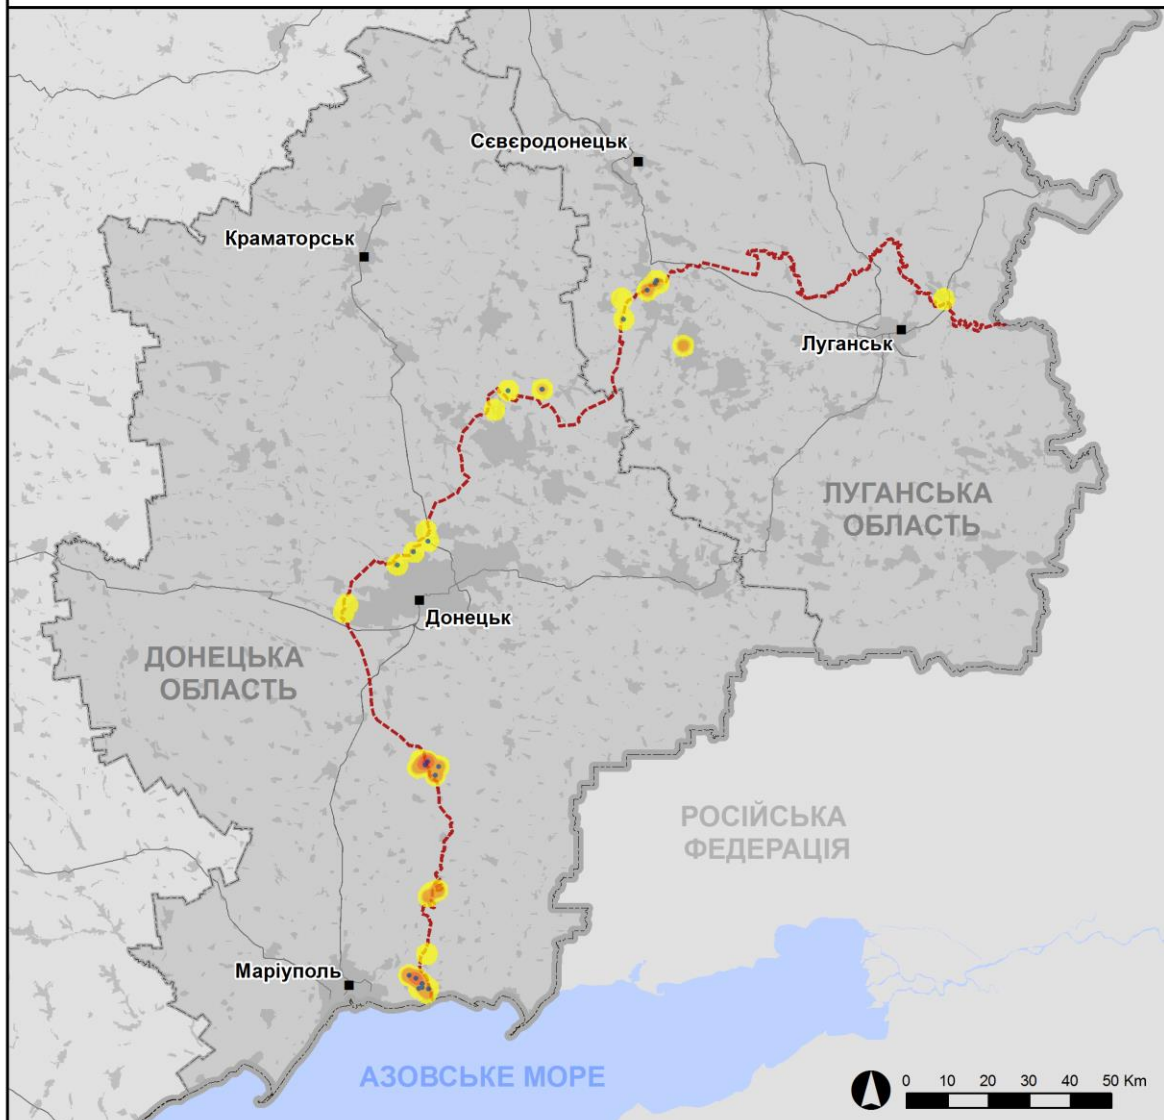 Сєвєродонецьк
Краматорськ
Луганськ
ЛУГАНСЬКА
ОБЛАСТЬ
Донецьк
ДОНЕЦЬКА
ОБЛАСТЬ
РОСІЙСЬКА
ФЕДЕРАЦІЯ
Маріуполь
АЗОВСЬКЕ МОРЕ
0 10 20 30 40 50 Km